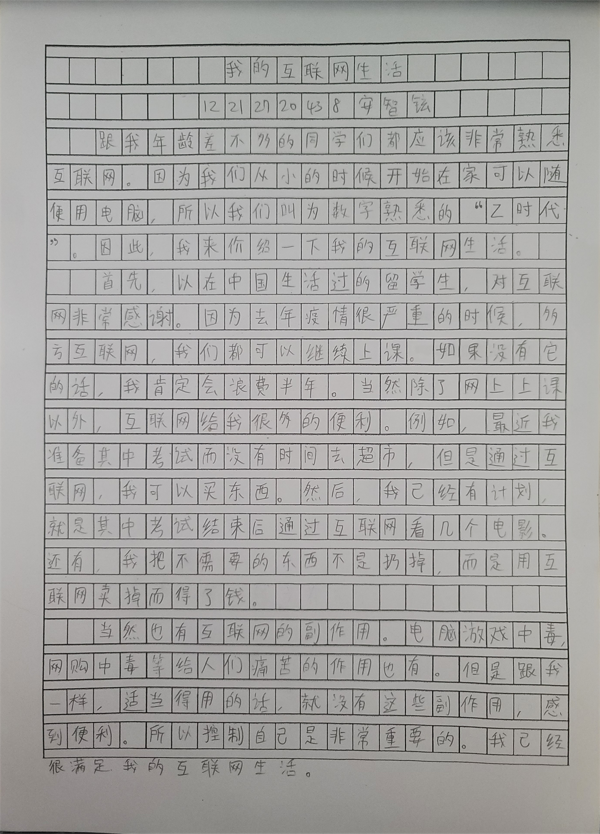 我的互联网生活
12 21 27 20 438 安智铉
跟我年龄差不多的同学们都应该非常熟悉
互联网。因为我们从小的时候开始在家可以随
便用电脑，所以我们叫为数字熟悉的“Z时代
”。因此，我来介绍一下我的互联网生活。
首先，以在中国生活过的留学生，对互联
网非常感谢。因为去年疫情很严重的时候，多
亏互联网，我们都可以继续上课。如果没有它
的话，我肯定会浪费半年。当然除了网上上课
以外，互联网给我很多的便利。例如，最近我
准备其中考试而没有时间去超市，但是通过互
联网，我可以买东西。然后，我已经有计划，
就是其中考试结束后通过互联网看几个电影。
还有，我把不需要的东西不是扔掉，而是用互
联网卖掉而得了钱。
当然也有互联网的副作用。电脑游戏中毒，
网购中毒等给人们痛苦的作用也有。但是跟我
一样，适当得用的话，就没有这些副作用，感
到便利。所以控制自己是非常重要的。我已经
很满足我的互联网生活。